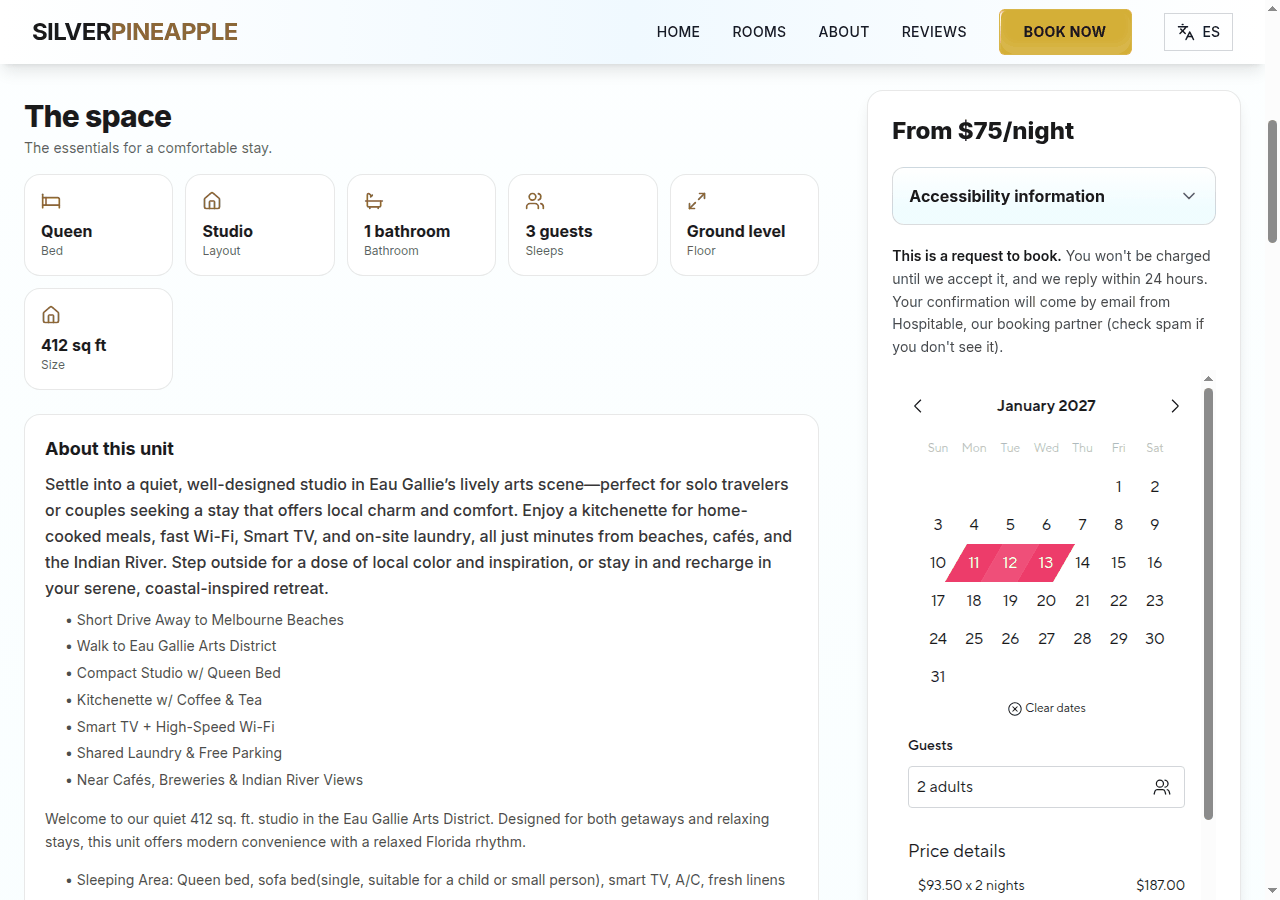 SILVERPINEAPPLE
HOME
ROOMS
ABOUT
REVIEWS
BOOK NOW
ES
The space
The essentials for a comfortable stay.
Queen
Bed
Studio
Layout
1 bathroom
Bathroom
3 guests
Sleeps
Ground level
Floor
412 sq ft
Size
About this unit
Settle into a quiet, well-designed studio in Eau Gallie’s lively arts scene—perfect for solo travelers
or couples seeking a stay that offers local charm and comfort. Enjoy a kitchenette for home-
cooked meals, fast Wi-Fi, Smart TV, and on-site laundry, all just minutes from beaches, cafés, and
the Indian River. Step outside for a dose of local color and inspiration, or stay in and recharge in
your serene, coastal-inspired retreat.
• Short Drive Away to Melbourne Beaches
• Walk to Eau Gallie Arts District
• Compact Studio w/ Queen Bed
• Kitchenette w/ Coffee & Tea
• Smart TV + High-Speed Wi-Fi
• Shared Laundry & Free Parking
• Near Cafés, Breweries & Indian River Views
Welcome to our quiet 412 sq. ft. studio in the Eau Gallie Arts District. Designed for both getaways and relaxing
stays, this unit offers modern convenience with a relaxed Florida rhythm.
• Sleeping Area: Queen bed, sofa bed(single, suitable for a child or small person), smart TV, A/C, fresh linens
From $75/night
Accessibility information
This is a request to book. You won't be charged
until we accept it, and we reply within 24 hours.
Your confirmation will come by email from
Hospitable, our booking partner (check spam if
you don't see it).
January 2027
Sun Mon Tue Wed Thu Fri Sat
1 2
3 4 5 6 7 8 9
10 11 12 13 14 15 16
17 18 19 20 21 22 23
24 25 26 27 28 29 30
31
Clear dates
Guests
2 adults
Price details
$93.50 x 2 nights $187.00